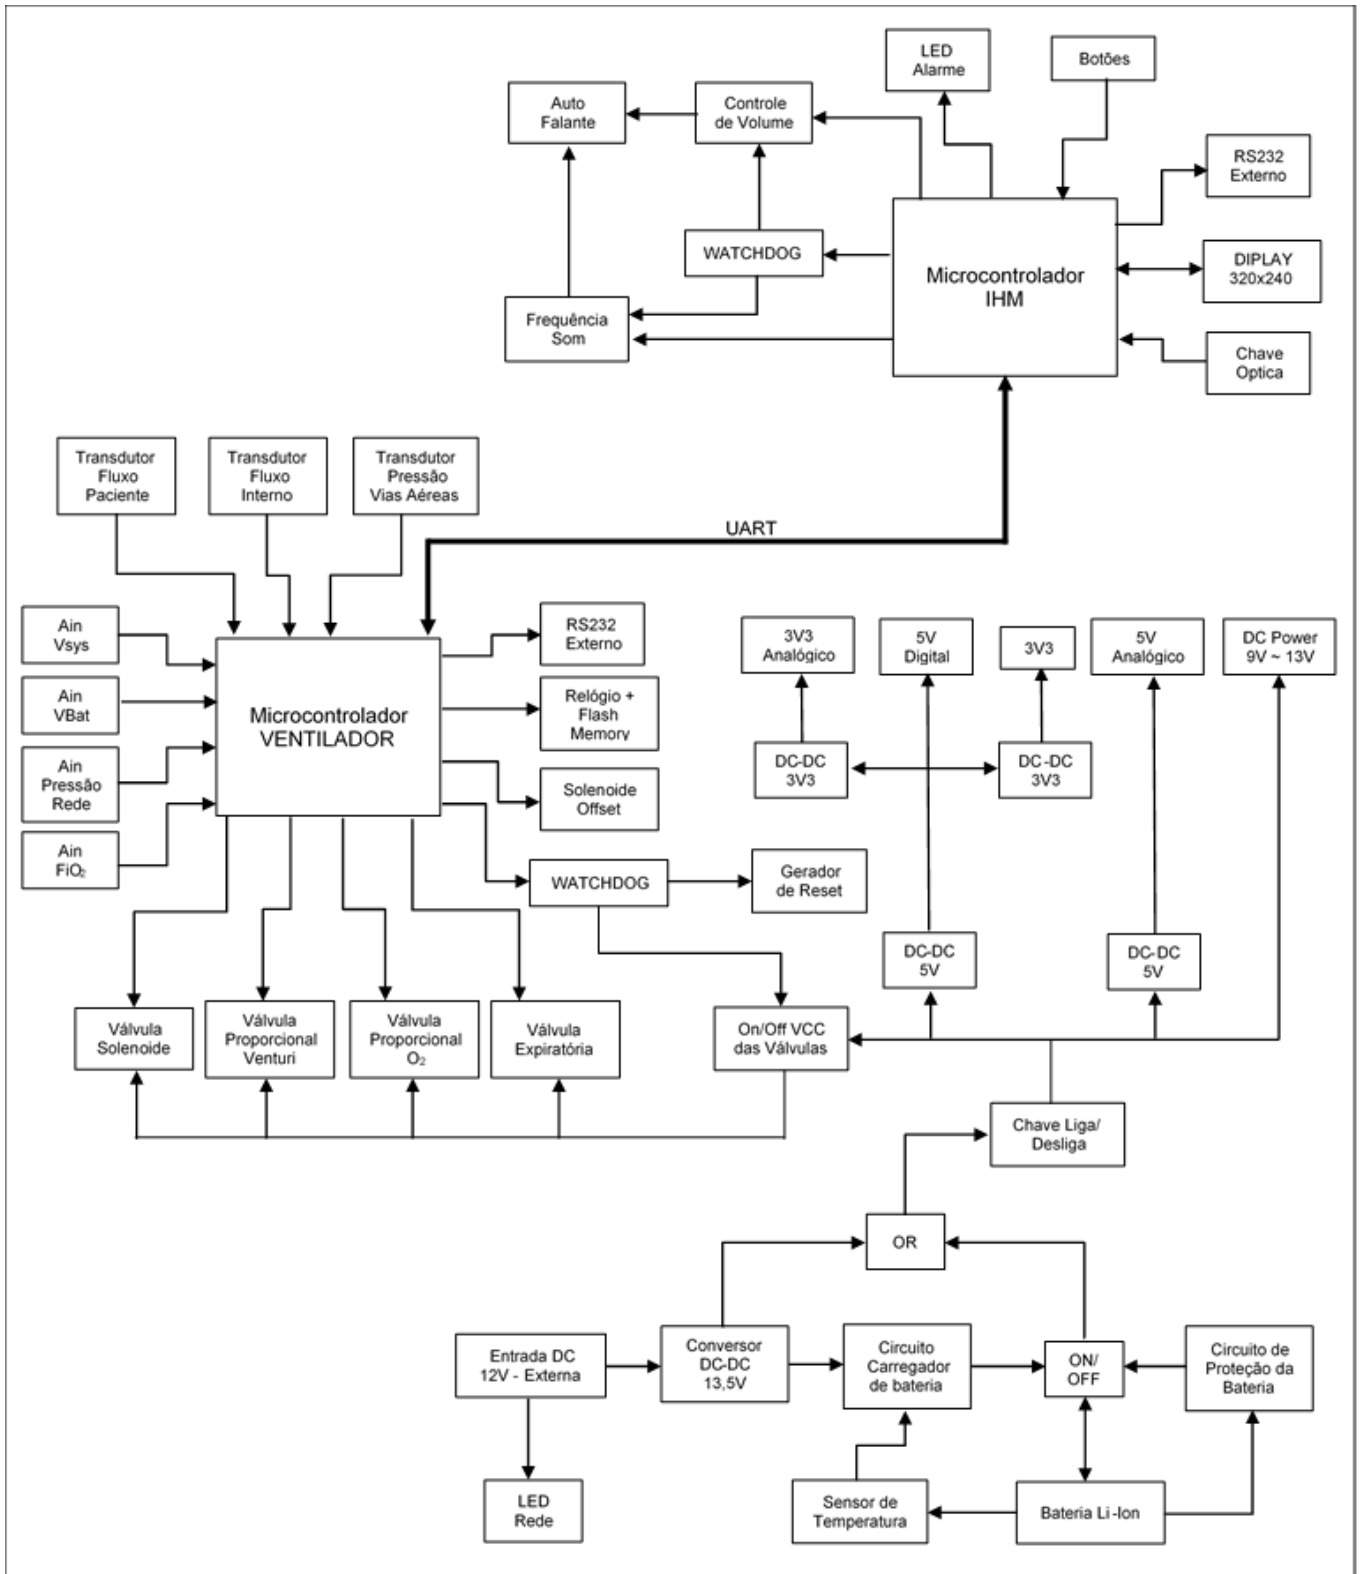 LED
Alarme
Botões
Auto
Falante
Controle
de Volume
RS232
Externo
WATCHDOG
Microcontrolador
IHM
DIPLAY
320x240
Frequência
Som
Chave
Optica
Transdutor
Fluxo
Paciente
Transdutor
Fluxo
Interno
Transdutor
Pressão
Vias Aéreas
UART
Ain
Vsys
Ain
VBat
Ain
Pressão
Rede
Ain
FiO₂
Microcontrolador
VENTILADOR
RS232
Externo
Relógio +
Flash
Memory
Solenoide
Offset
WATCHDOG
Gerador
de Reset
3V3
Analógico
5V
Digital
3V3
5V
Analógico
DC Power
9V ~ 13V
DC-DC
3V3
DC-DC
3V3
DC-DC
5V
DC-DC
5V
Válvula
Solenoide
Válvula
Proporcional
Venturi
Válvula
Proporcional
O₂
Válvula
Expiratória
On/Off VCC
das Válvulas
Chave Liga/
Desliga
OR
Entrada DC
12V - Externa
Conversor
DC-DC
13,5V
Circuito
Carregador
de bateria
ON/
OFF
Circuito de
Proteção da
Bateria
LED
Rede
Sensor de
Temperatura
Bateria Li-Ion